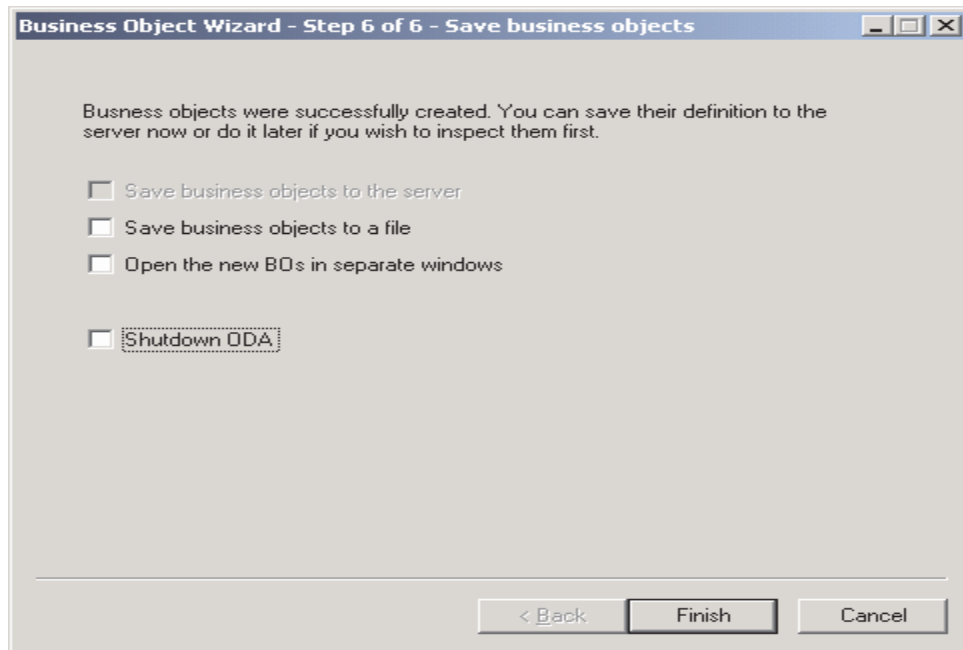 Business Object Wizard - Step 6 of 6 - Save business objects
Busness objects were successfully created. You can save their definition to the
server now or do it later if you wish to inspect them first.
Save business objects to the server
Save business objects to a file
Open the new BOs in separate windows
Shutdown ODA
< Back
Finish
Cancel